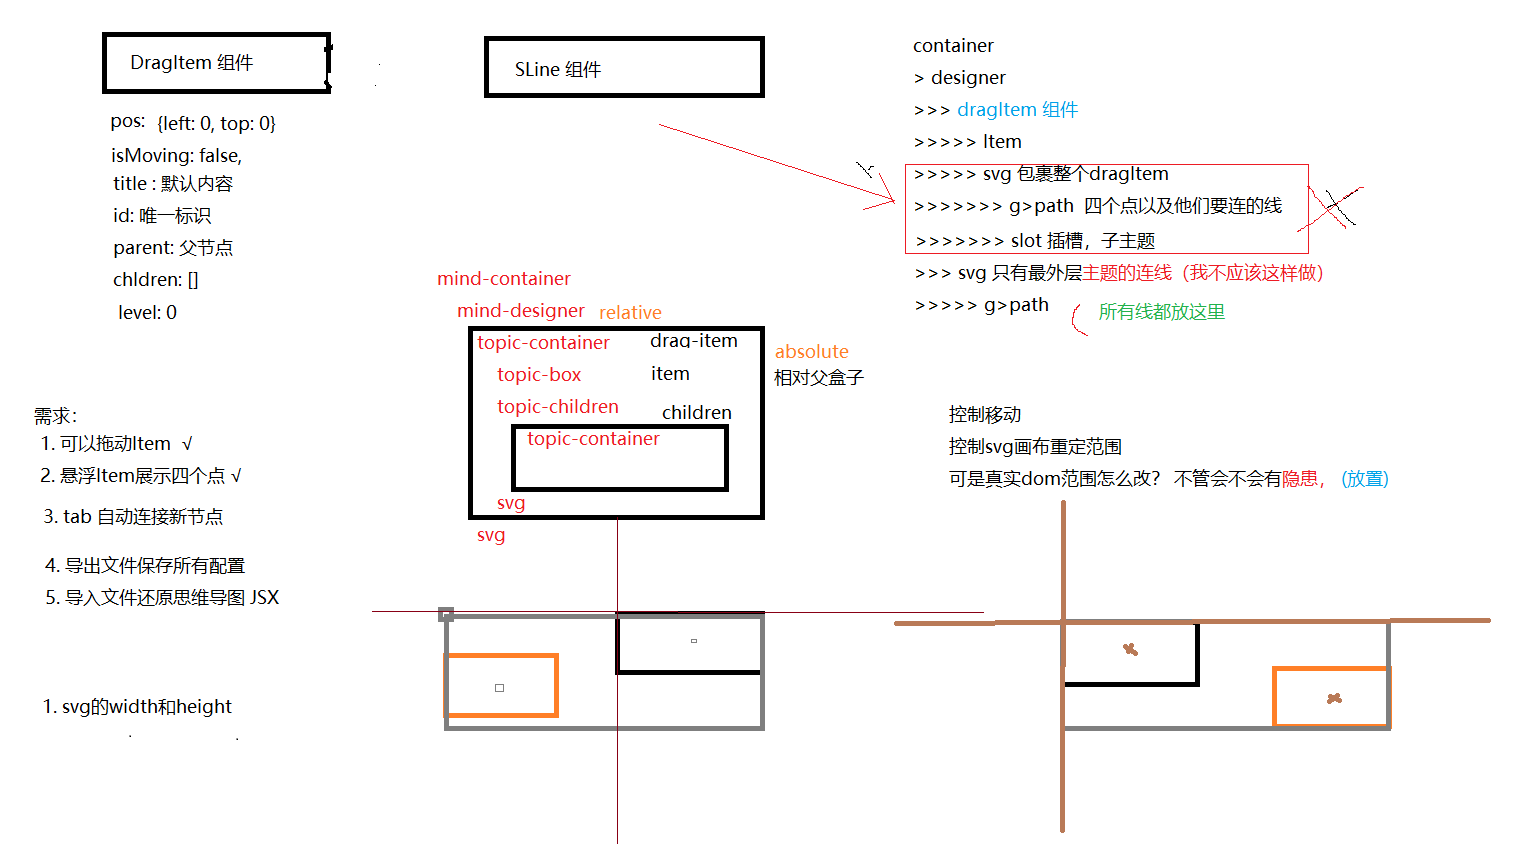 DragItem 组件
pos: {left: 0, top: 0}
isMoving: false,
title : 默认内容
id: 唯一标识
parent: 父节点
chldren: []
level: 0
SLine 组件
container
> designer
>>> dragItem 组件
>>>>> Item
>>>>> svg 包裹整个dragItem
>>>>>>> g>path 四个点以及他们要连的线
>>>>>>> slot 插槽，子主题
>>> svg 只有最外层主题的连线（我不应该这样做）
>>>>> g>path
所有线都放这里
mind-container
mind-designer relative
topic-container drag-item
topic-box item
topic-children children
topic-container
svg
svg
absolute
相对父盒子
需求：
1. 可以拖动Item √
2. 悬浮Item展示四个点 √
3. tab 自动连接新节点
4. 导出文件保存所有配置
5. 导入文件还原思维导图 JSX
1. svg的width和height
控制移动
控制svg画布重定范围
可是真实dom范围怎么改？ 不管会不会有隐患， (放置)